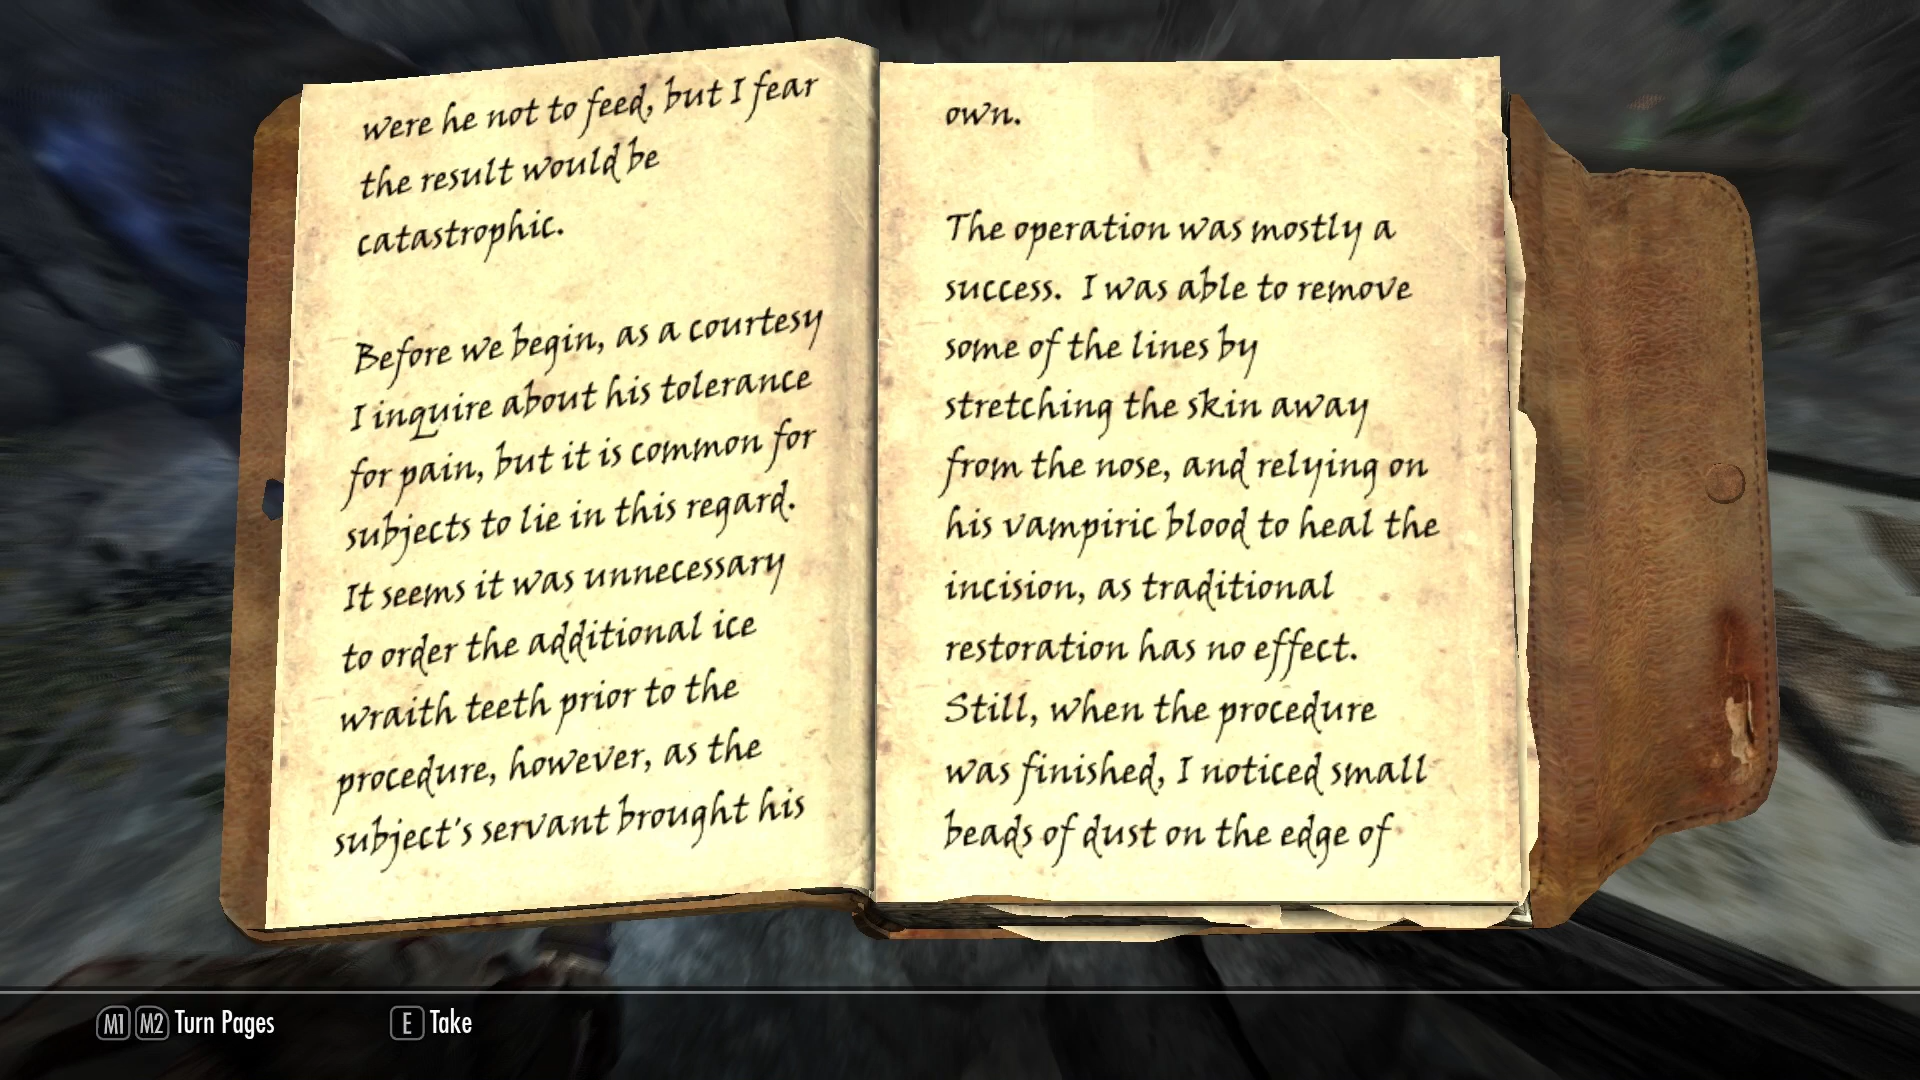 were he not to feed, but I fear
the result would be
catastrophic.
Before we begin, as a courtesy
I inquire about his tolerance
for pain, but it is common for
subjects to lie in this regard.
It seems it was unnecessary
to order the additional ice
wraith teeth prior to the
procedure, however, as the
subject's servant brought his
own.
The operation was mostly a
success. I was able to remove
some of the lines by
stretching the skin away
from the nose, and relying on
his vampiric blood to heal the
incision, as traditional
restoration has no effect.
Still, when the procedure
was finished, I noticed small
beads of dust on the edge of
M1 M2 Turn Pages
E Take